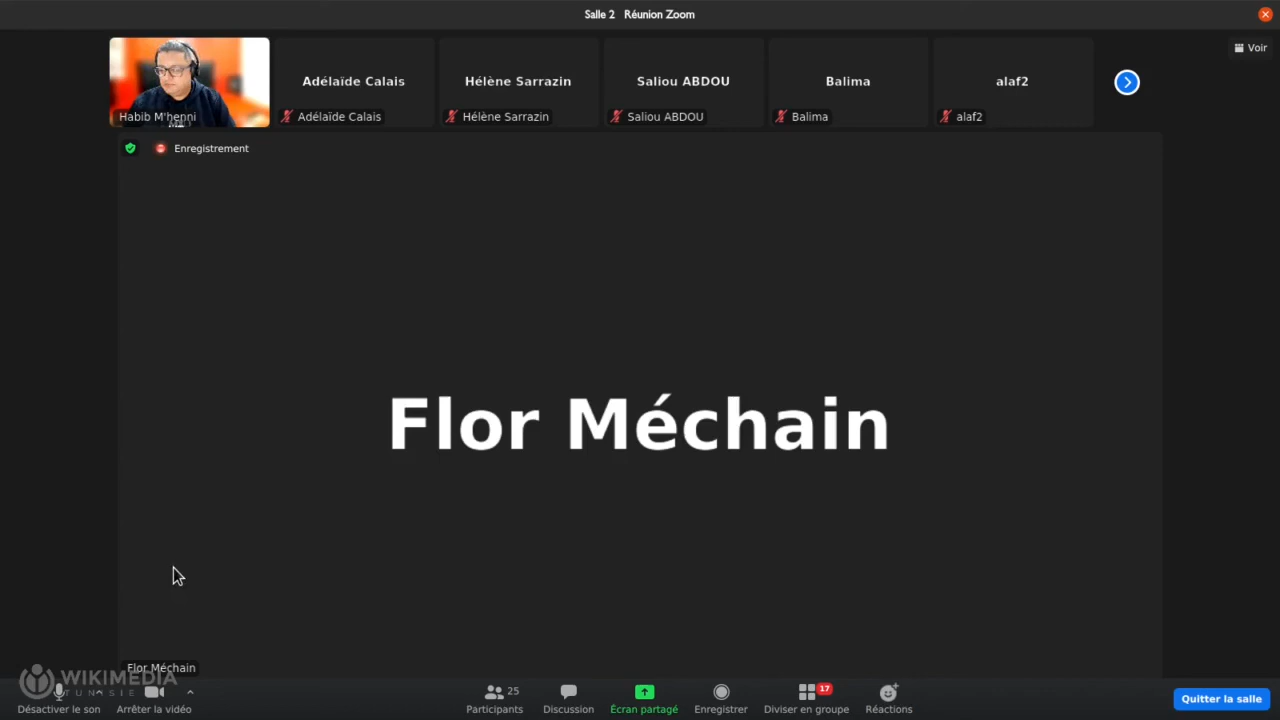 Salle 2 Réunion Zoom
Voir
Adélaïde Calais
Hélène Sarrazin
Saliou ABDOU
Balima
alaf2
Habib M'henni
Adélaïde Calais
Hélène Sarrazin
Saliou ABDOU
Balima
alaf2
Enregistrement
Flor Méchain
Flor Méchain
WIKIMEDIA
TUNISIE
25
17
Désactiver le son
Arrêter la vidéo
Participants
Discussion
Écran partagé
Enregistrer
Diviser en groupe
Réactions
Quitter la salle